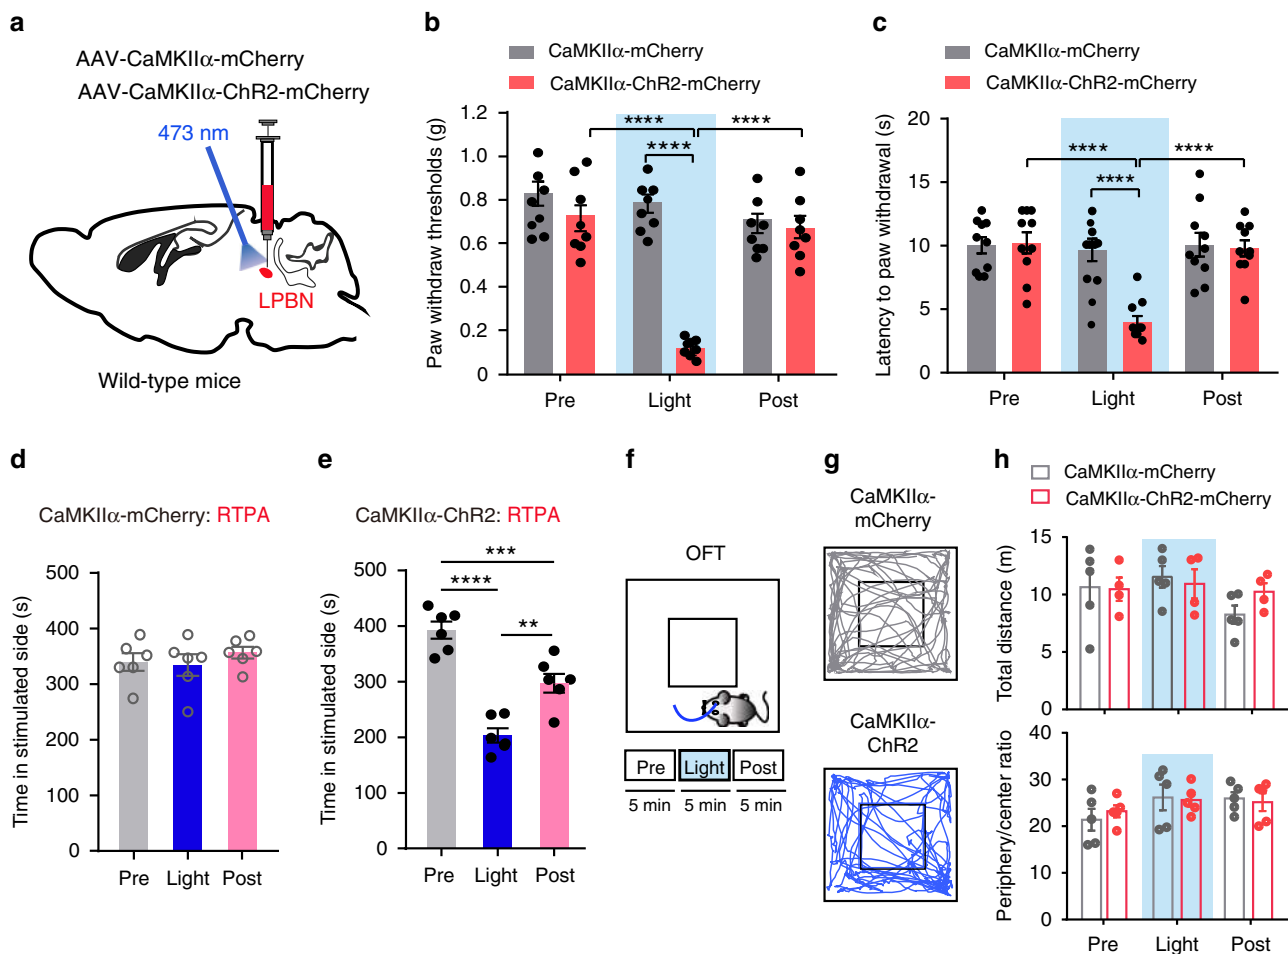 a
AAV-CaMKIIα-mCherry
AAV-CaMKIIα-ChR2-mCherry
473 nm
LPBN
Wild-type mice
b
CaMKIIα-mCherry
CaMKIIα-ChR2-mCherry
Paw withdraw thresholds (g)
1.2
1.0
0.8
0.6
0.4
0.2
0
****
****
****
Pre
Light
Post
c
CaMKIIα-mCherry
CaMKIIα-ChR2-mCherry
Latency to paw withdrawal (s)
20
15
10
5
0
****
****
****
Pre
Light
Post
d
CaMKIIα-mCherry: RTPA
Time in stimulated side (s)
500
400
300
200
100
0
Pre
Light
Post
e
CaMKIIα-ChR2: RTPA
Time in stimulated side (s)
500
400
300
200
100
0
***
****
**
Pre
Light
Post
f
OFT
Pre
Light
Post
5 min
5 min
5 min
g
CaMKIIα-
mCherry
CaMKIIα-
ChR2
h
CaMKIIα-mCherry
CaMKIIα-ChR2-mCherry
Total distance (m)
15
10
5
0
Periphery/center ratio
40
30
20
10
0
Pre
Light
Post